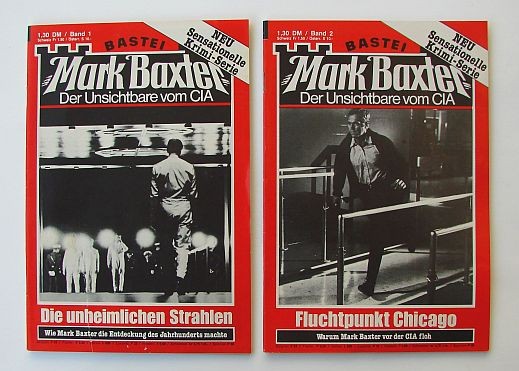 1,30 DM / Band 1
BASTEI
NEU
Sensationelle
Krimi-Serie
Mark Baxter
Der Unsichtbare vom CIA
Die unheimlichen Strahlen
Wie Mark Baxter die Entdeckung des Jahrhunderts machte
1,30 DM / Band 2
BASTEI
NEU
Sensationelle
Krimi-Serie
Mark Baxter
Der Unsichtbare vom CIA
Fluchtpunkt Chicago
Warum Mark Baxter vor der CIA floh